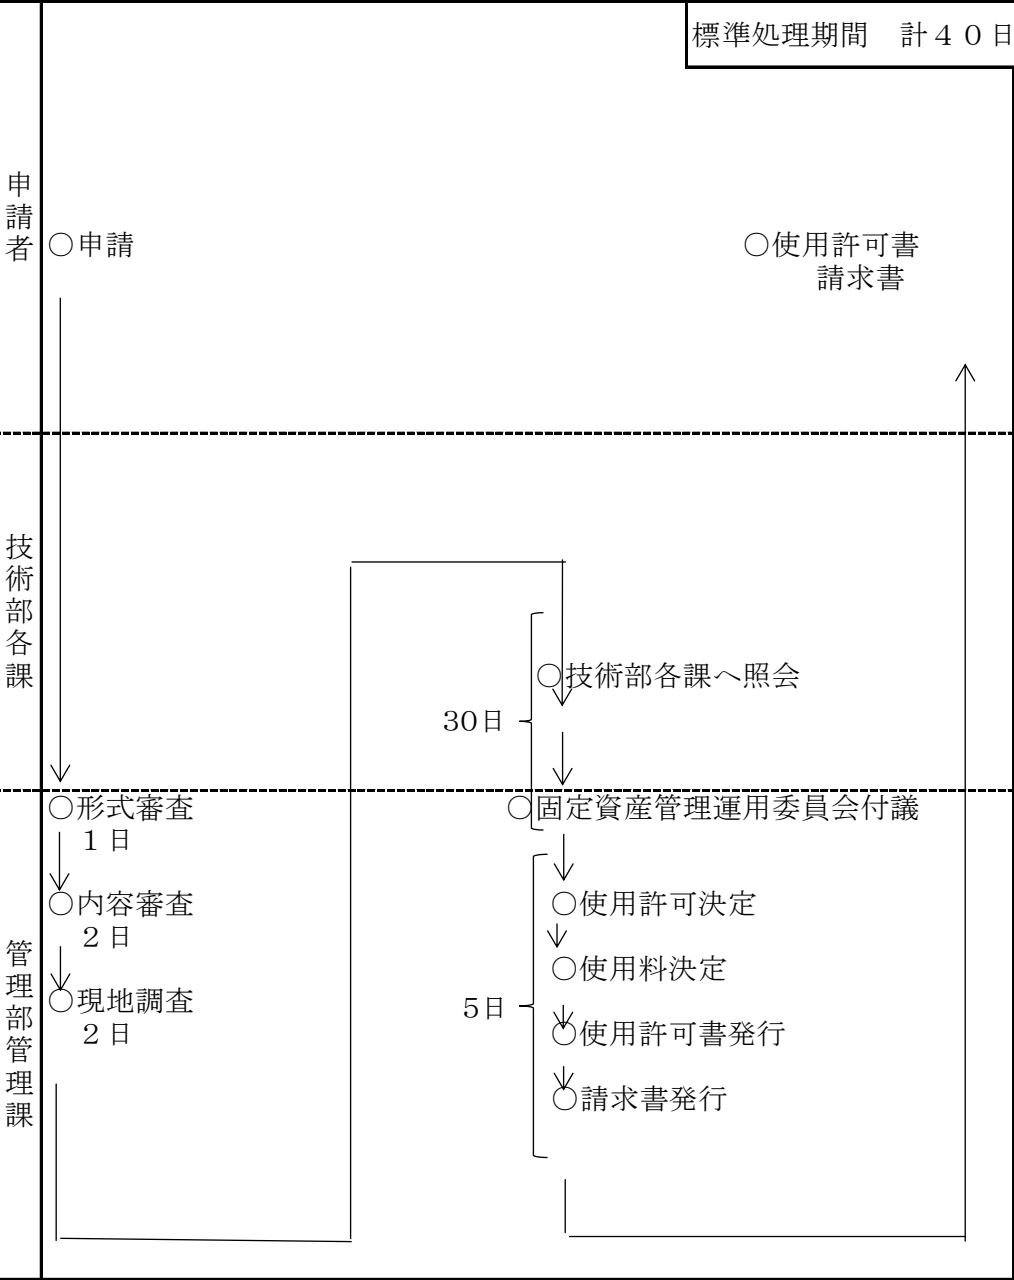 標準処理期間　計４０日
申請者
○申請
○使用許可書
請求書
技術部各課
○技術部各課へ照会
30日
管理部管理課
○形式審査
１日
○内容審査
２日
○現地調査
２日
○固定資産管理運用委員会付議
5日
○使用許可決定
○使用料決定
○使用許可書発行
○請求書発行